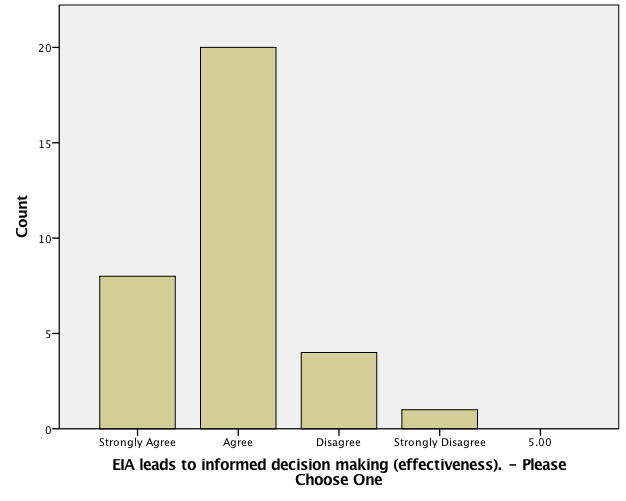 20
15
10
5
0
Count
Strongly Agree
Agree
Disagree
Strongly Disagree
5.00
EIA leads to informed decision making (effectiveness). – Please
Choose One